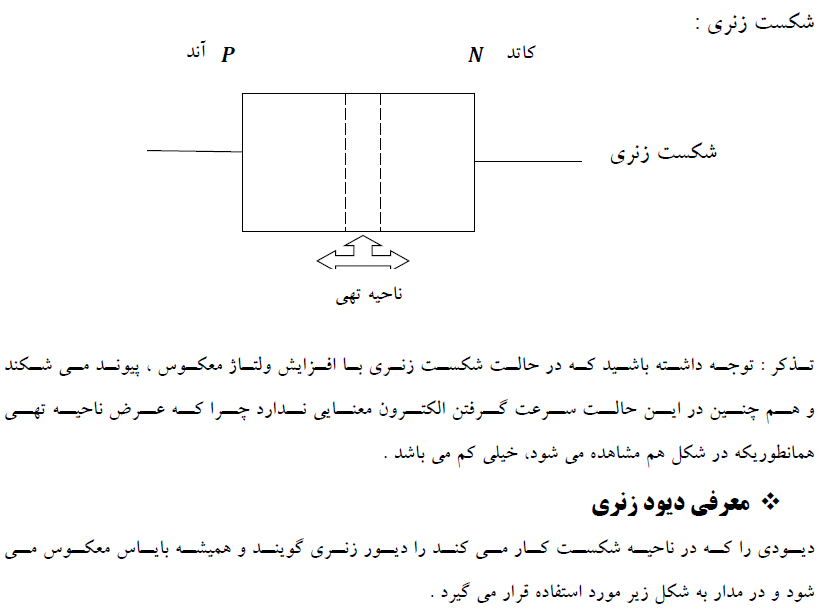 شکست زنری :
آند P N کاتد
شکست زنری
ناحیه تهی
تذکر : توجه داشته باشید که در حالت شکست زنری با افزایش ولتاژ معکوس ، پیوند می شکند
و هم چنین در این حالت سرعت گرفتن الکترون معنایی ندارد چرا که عرض ناحیه تهی
همانطوریکه در شکل هم مشاهده می شود، خیلی کم می باشد .
❖ معرفی دیود زنری
دیودی را که در ناحیه شکست کار می کند را دیور زنری گویند و همیشه بایاس معکوس می
شود و در مدار به شکل زیر مورد استفاده قرار می گیرد .